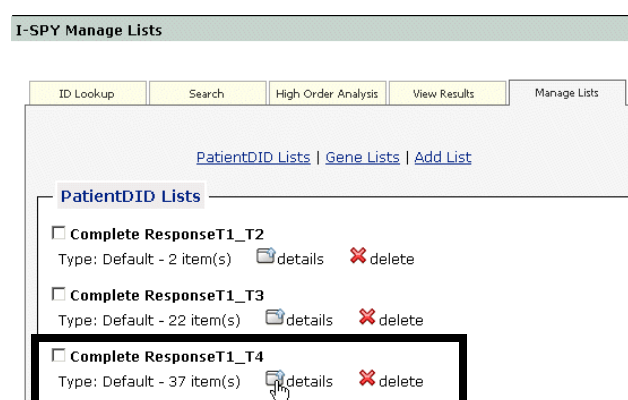 I-SPY Manage Lists
ID Lookup Search High Order Analysis View Results Manage Lists
PatientDID Lists | Gene Lists | Add List
PatientDID Lists
Complete ResponseT1_T2
Type: Default - 2 item(s) details delete
Complete ResponseT1_T3
Type: Default - 22 item(s) details delete
Complete ResponseT1_T4
Type: Default - 37 item(s) details delete